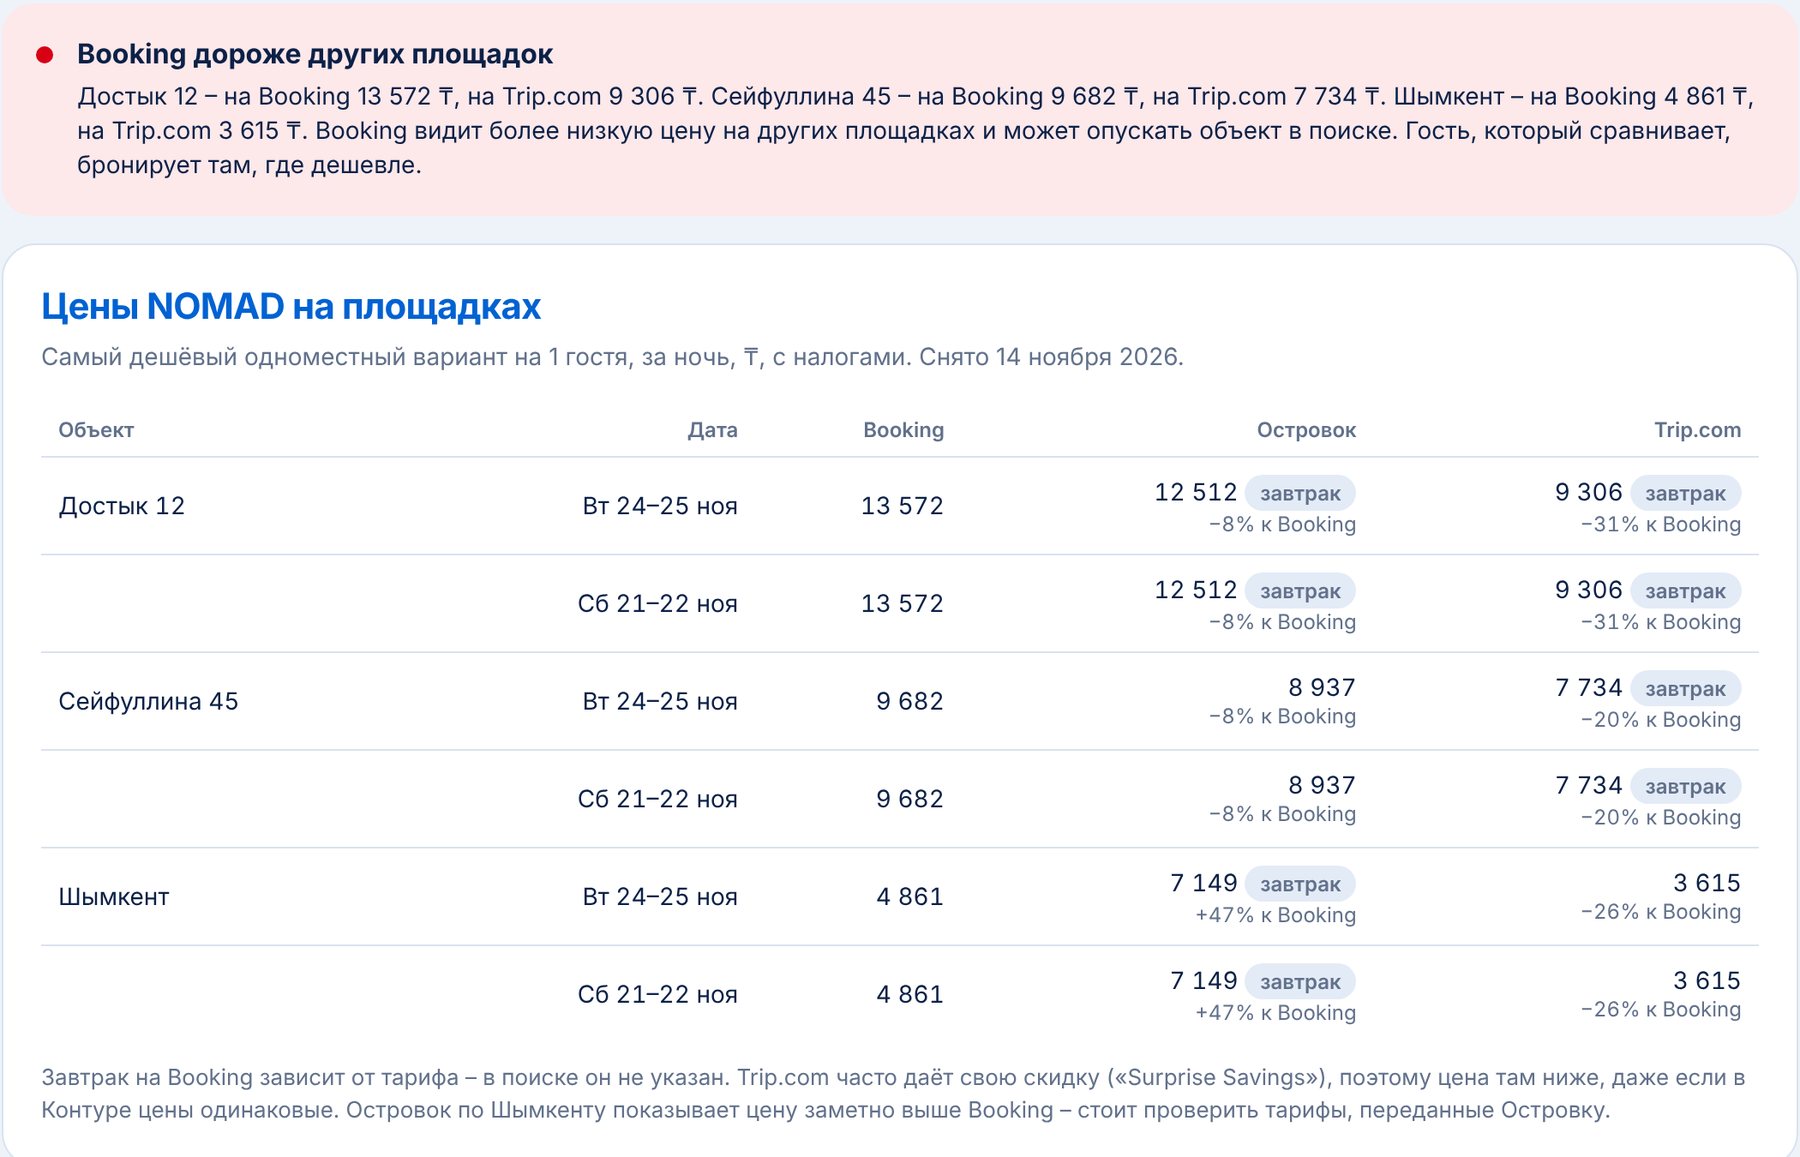 Booking дороже других площадок
Достык 12 – на Booking 13 572 ₸, на Trip.com 9 306 ₸. Сейфуллина 45 – на Booking 9 682 ₸, на Trip.com 7 734 ₸. Шымкент – на Booking 4 861 ₸,
на Trip.com 3 615 ₸. Booking видит более низкую цену на других площадках и может опускать объект в поиске. Гость, который сравнивает,
бронирует там, где дешевле.
Цены NOMAD на площадках
Самый дешёвый одноместный вариант на 1 гостя, за ночь, ₸, с налогами. Снято 14 ноября 2026.
Объект Дата Booking Островок Trip.com
Достык 12 Вт 24–25 ноя 13 572 12 512 завтрак 9 306 завтрак
−8% к Booking −31% к Booking
Сб 21–22 ноя 13 572 12 512 завтрак 9 306 завтрак
−8% к Booking −31% к Booking
Сейфуллина 45 Вт 24–25 ноя 9 682 8 937 7 734 завтрак
−8% к Booking −20% к Booking
Сб 21–22 ноя 9 682 8 937 7 734 завтрак
−8% к Booking −20% к Booking
Шымкент Вт 24–25 ноя 4 861 7 149 завтрак 3 615
+47% к Booking −26% к Booking
Сб 21–22 ноя 4 861 7 149 завтрак 3 615
+47% к Booking −26% к Booking
Завтрак на Booking зависит от тарифа – в поиске он не указан. Trip.com часто даёт свою скидку («Surprise Savings»), поэтому цена там ниже, даже если в
Контуре цены одинаковые. Островок по Шымкенту показывает цену заметно выше Booking – стоит проверить тарифы, переданные Островку.